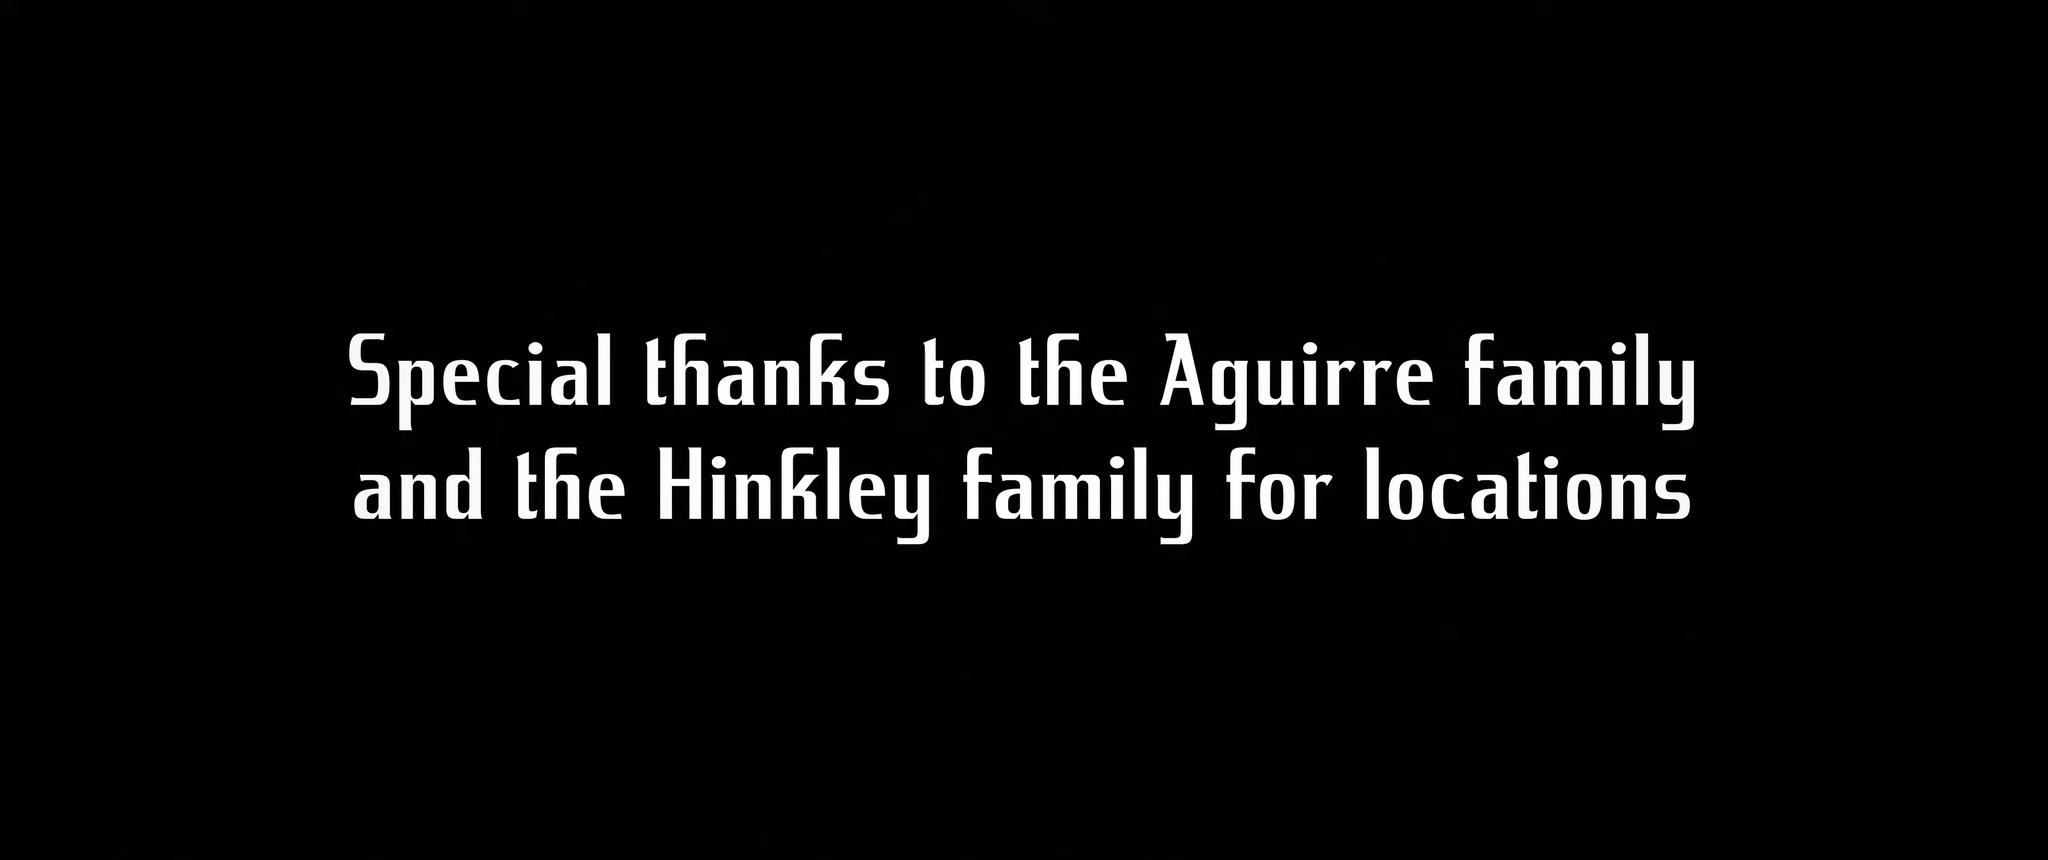 Special thanks to the Aguirre family
and the Hinkley family for locations